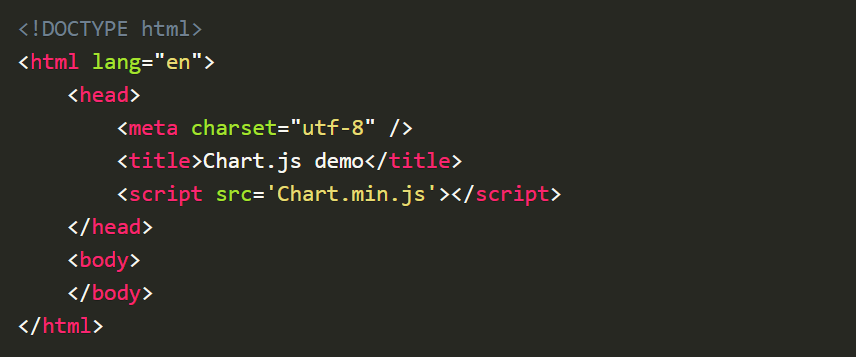 <!DOCTYPE html>
<html lang="en">
    <head>
        <meta charset="utf-8" />
        <title>Chart.js demo</title>
        <script src='Chart.min.js'></script>
    </head>
    <body>
    </body>
</html>